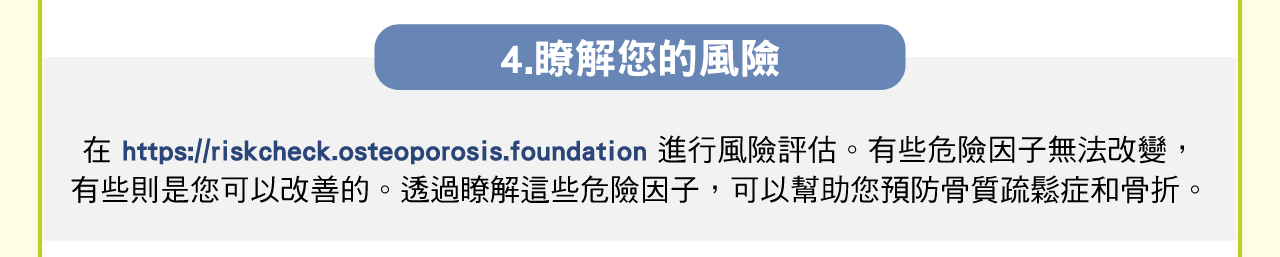 4.瞭解您的風險
在 https://riskcheck.osteoporosis.foundation 進行風險評估。有些危險因子無法改變，
有些則是您可以改善的。透過瞭解這些危險因子，可以幫助您預防骨質疏鬆症和骨折。